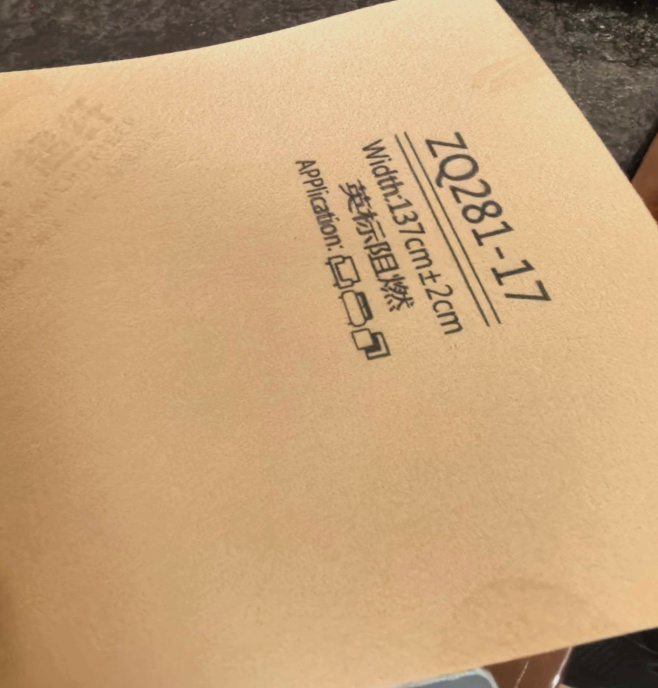 ZQ281-17
Width:137cm±2cm
英标阻燃
Application: